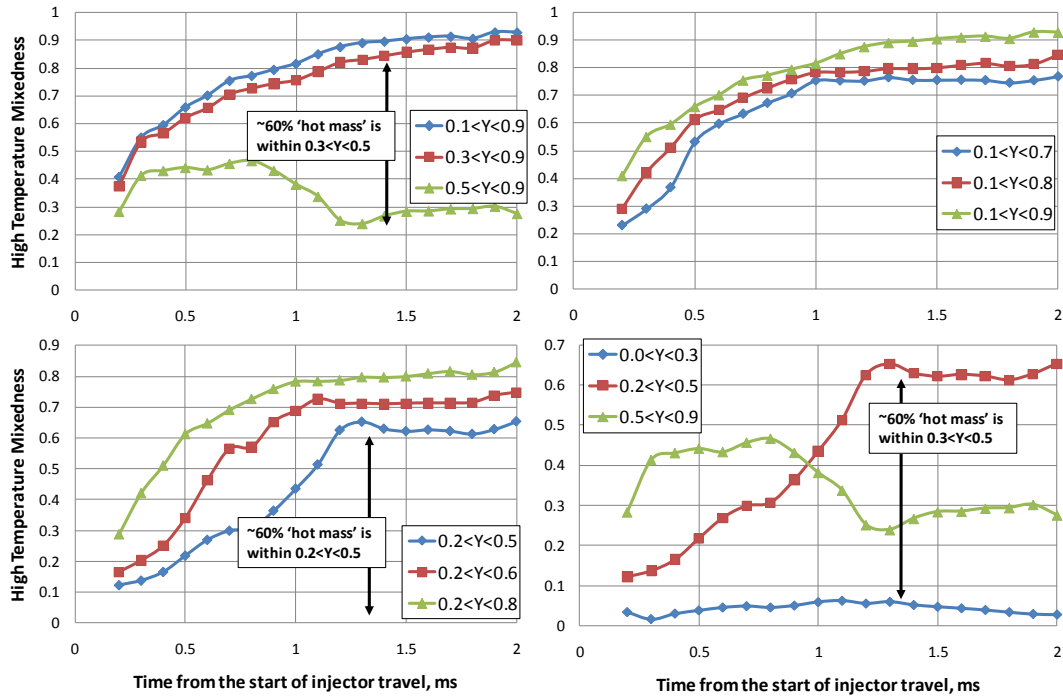 High Temperature Mixedness
1
0.9
0.8
0.7
0.6
0.5
0.4
0.3
0.2
0.1
0
0 0.5 1 1.5 2
~60% 'hot mass' is
within 0.3<Y<0.5
0.1<Y<0.9
0.3<Y<0.9
0.5<Y<0.9
1
0.9
0.8
0.7
0.6
0.5
0.4
0.3
0.2
0.1
0
0 0.5 1 1.5 2
0.1<Y<0.7
0.1<Y<0.8
0.1<Y<0.9
High Temperature Mixedness
0.9
0.8
0.7
0.6
0.5
0.4
0.3
0.2
0.1
0
0 0.5 1 1.5 2
~60% 'hot mass' is
within 0.2<Y<0.5
0.2<Y<0.5
0.2<Y<0.6
0.2<Y<0.8
Time from the start of injector travel, ms
0.7
0.6
0.5
0.4
0.3
0.2
0.1
0
0 0.5 1 1.5 2
0.0<Y<0.3
0.2<Y<0.5
0.5<Y<0.9
~60% 'hot mass' is
within 0.3<Y<0.5
Time from the start of injector travel, ms